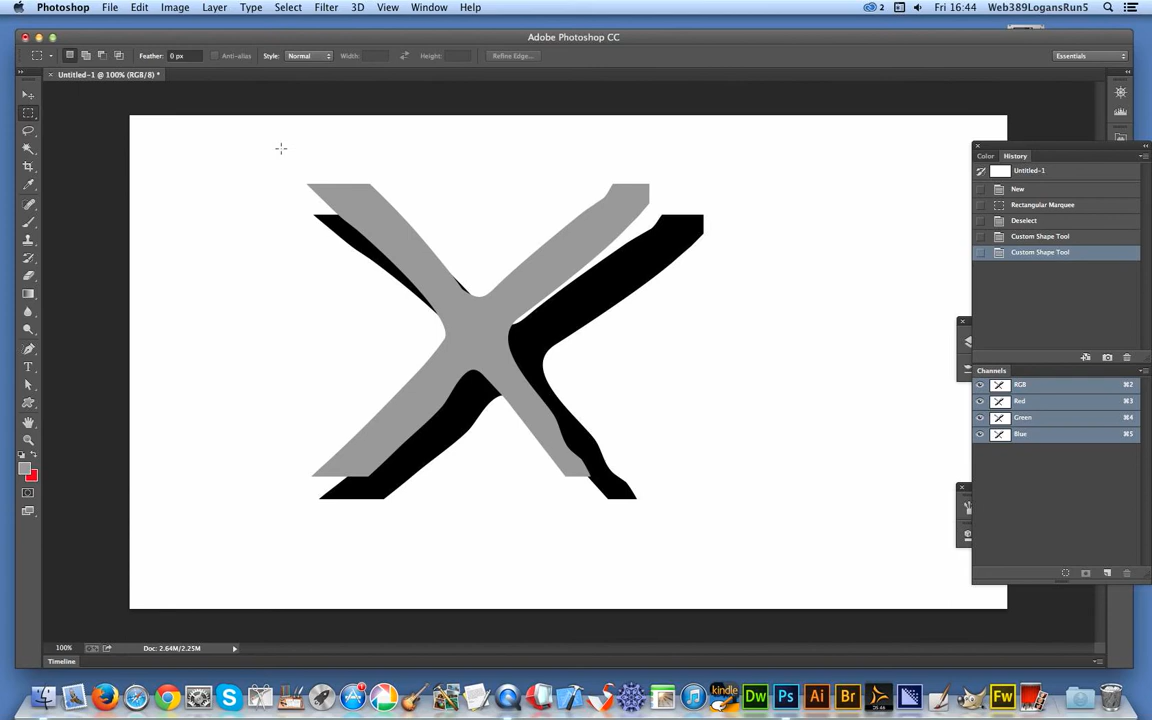 Photoshop File Edit Image Layer Type Select Filter 3D View Window Help 2 Fri 16:44 Web389LogansRun5
Adobe Photoshop CC
Feather: 0 px Anti-alias Style: Normal Width: Height: Refine Edge... Essentials
Untitled-1 @ 100% (RGB/8) *
Color History
Untitled-1
New
Rectangular Marquee
Deselect
Custom Shape Tool
Custom Shape Tool
Channels
RGB ⌘2
Red ⌘3
Green ⌘4
Blue ⌘5
100% Doc: 2.64M/2.25M
Timeline
kindle Dw Ps Ai Br Fw